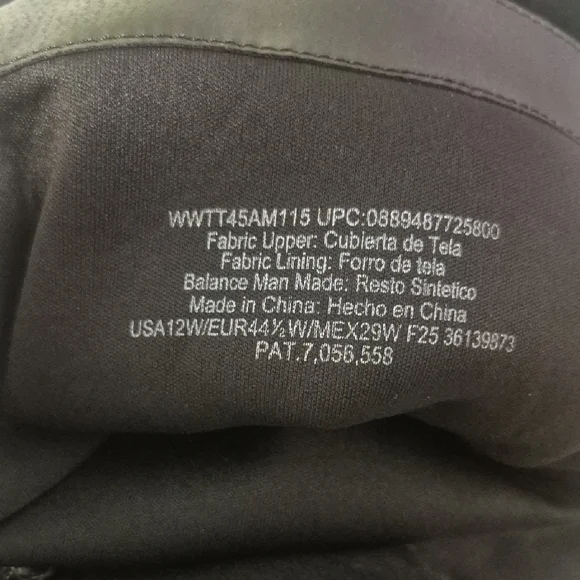 WWTT45AM115 UPC:0889487725800
Fabric Upper: Cubierta de Tela
Fabric Lining: Forro de tela
Balance Man Made: Resto Sintetico
Made in China: Hecho en China
USA12W/EUR44½W/MEX29W F25 36139873
PAT.7,056,558